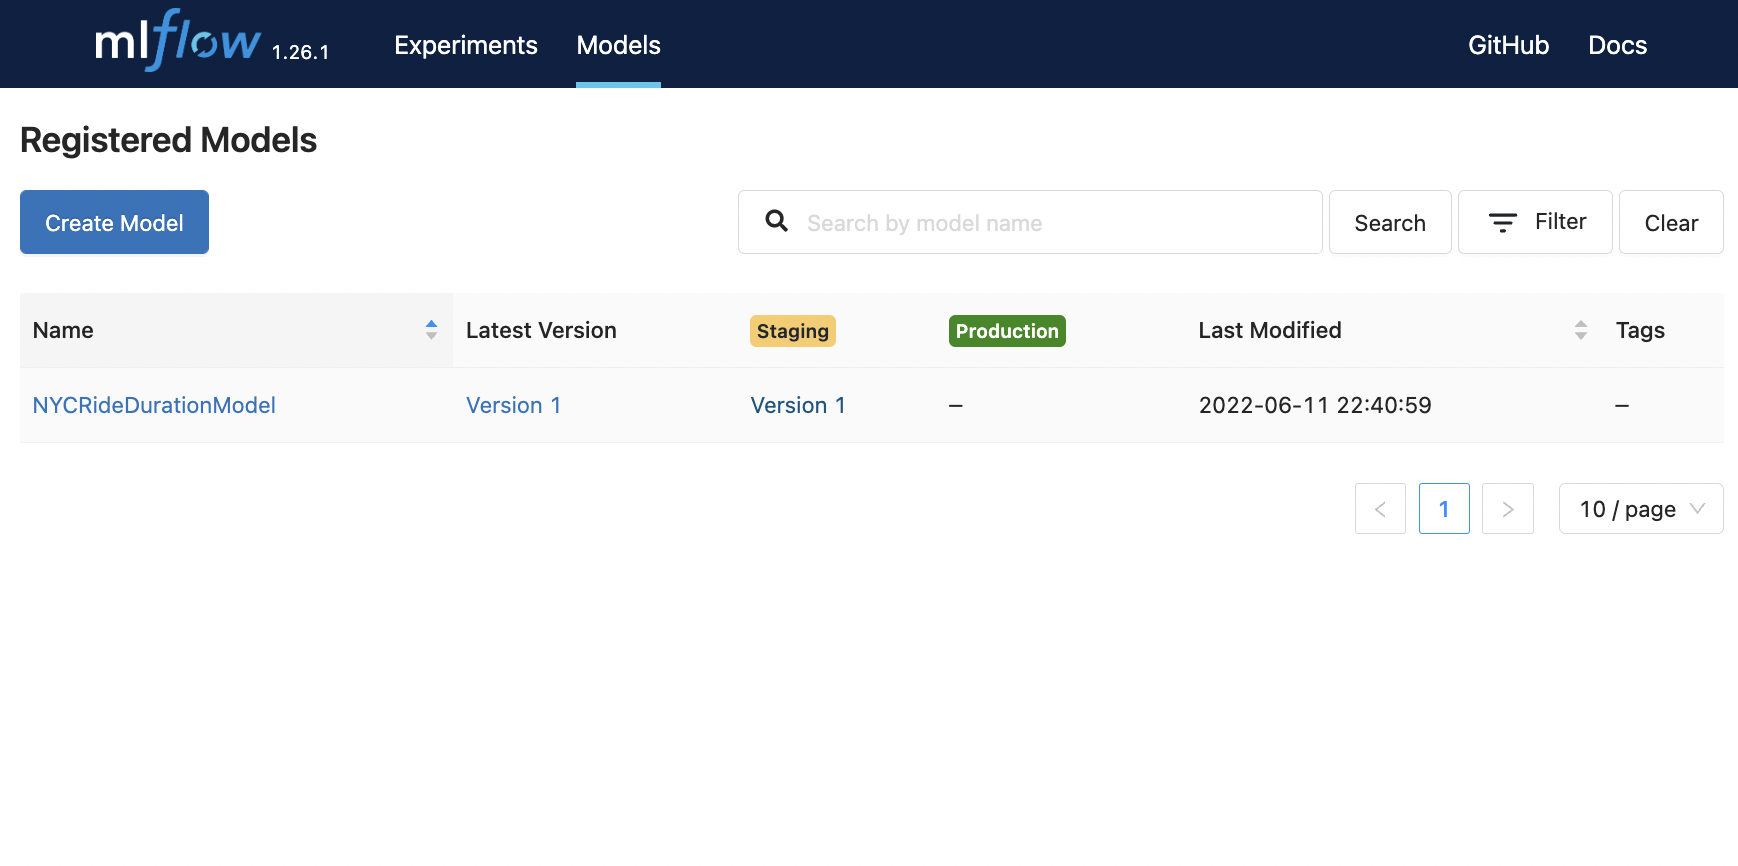 mlflow 1.26.1 Experiments Models GitHub Docs
Registered Models
Create Model Search by model name Search Filter Clear
Name Latest Version Staging Production Last Modified Tags
NYCRideDurationModel Version 1 Version 1 – 2022-06-11 22:40:59 –
< 1 > 10 / page